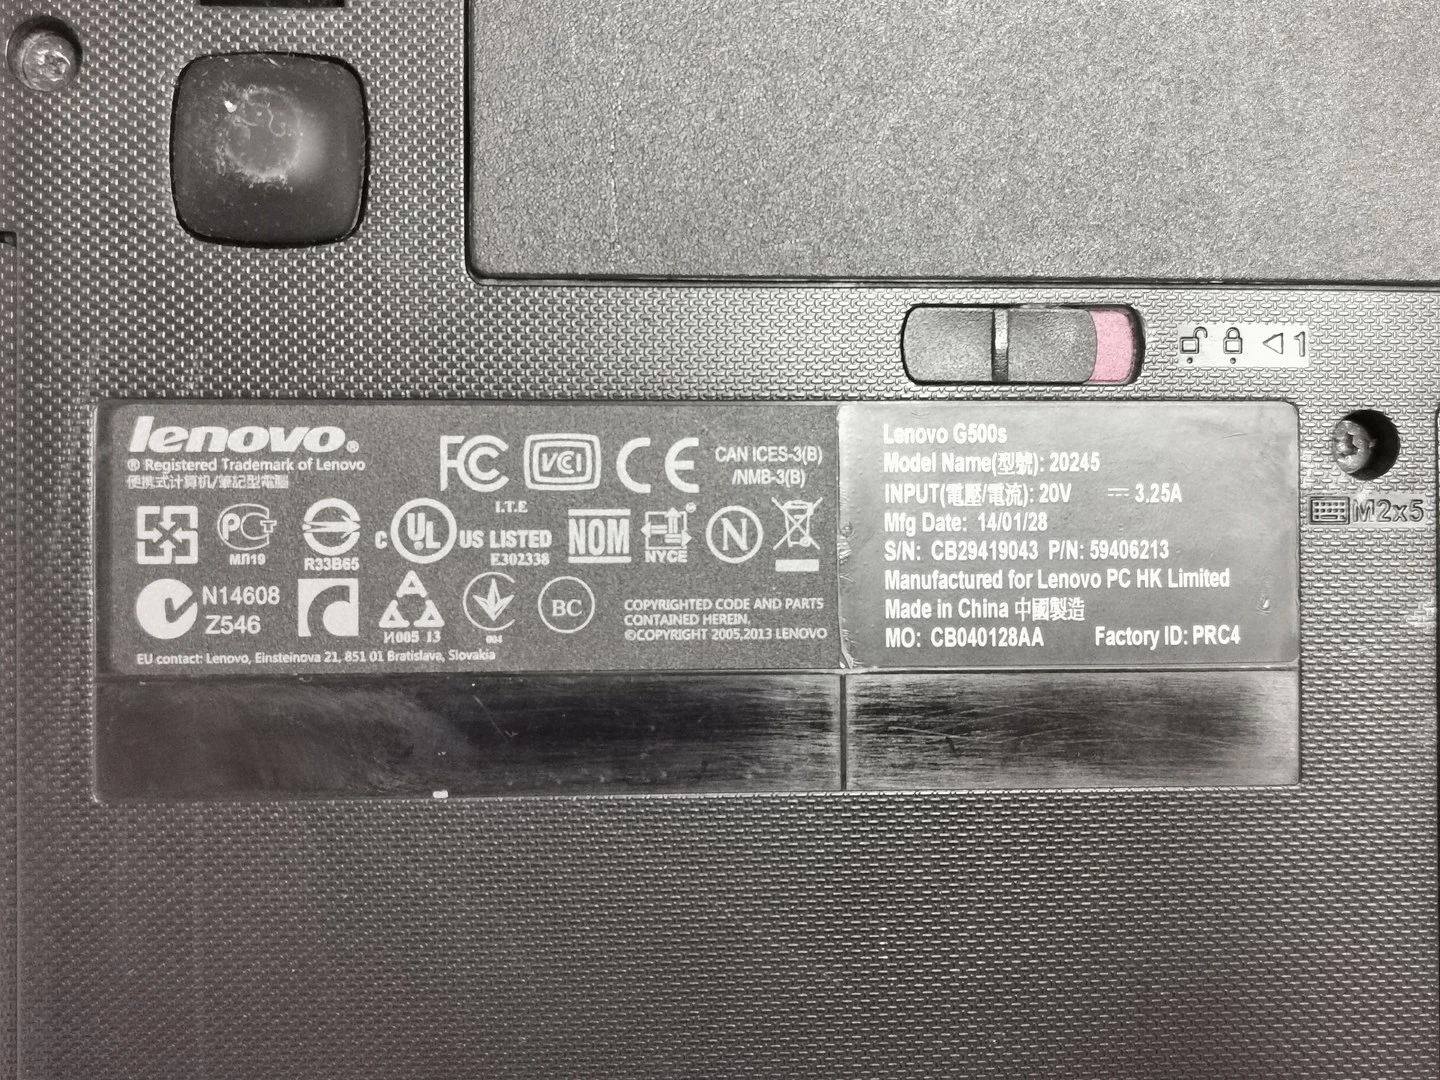 1
lenovo®
® Registered Trademark of Lenovo
便携式计算机/筆記型電腦
FC VCI CE CAN ICES-3(B)
/NMB-3(B)
I.T.E
c UL US LISTED
E302338
PCT
МЛ19
R33B65
NOM
NYCE
N
N14608
Z546
И005 13
004
BC
COPYRIGHTED CODE AND PARTS
CONTAINED HEREIN.
©COPYRIGHT 2005,2013 LENOVO
EU contact: Lenovo, Einsteinova 21, 851 01 Bratislava, Slovakia
Lenovo G500s
Model Name(型號): 20245
INPUT(電壓/電流): 20V ⎓ 3.25A
Mfg Date: 14/01/28
S/N: CB29419043 P/N: 59406213
Manufactured for Lenovo PC HK Limited
Made in China 中國製造
MO: CB040128AA Factory ID: PRC4
M2x5